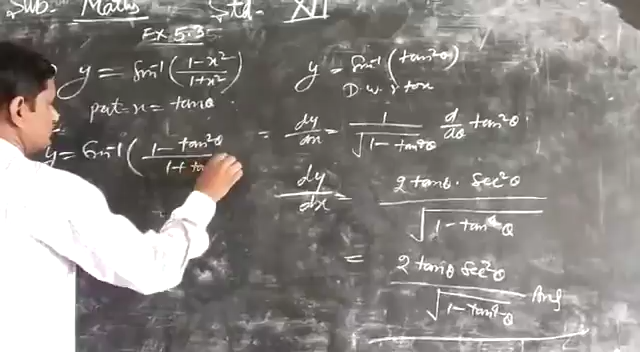 Sub. Maths Std- XII
Ex 5.3
y = Sin⁻¹(1-x²/1+x²)
put x = tanθ
y = Sin⁻¹(1-tan²θ/1+ta
y = Sin⁻¹(tan²θ)
D.w.r to x
= dy/dx = 1/√1-tan⁴θ d/dθ tan²θ
dy/dx = 2 tanθ. Sec²θ/√1-tan⁴θ
= 2 tanθ Sec²θ/√1-tan⁴θ Ans